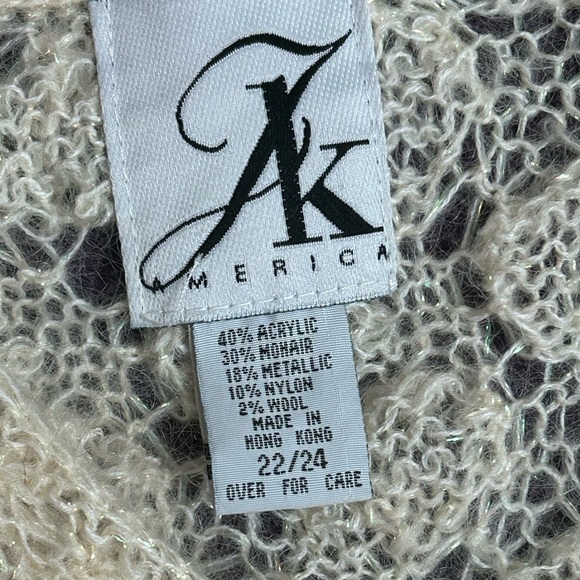 Jk
AMERICA
40% ACRYLIC
30% MOHAIR
18% METALLIC
10% NYLON
2% WOOL
MADE IN
HONG KONG
22/24
OVER FOR CARE